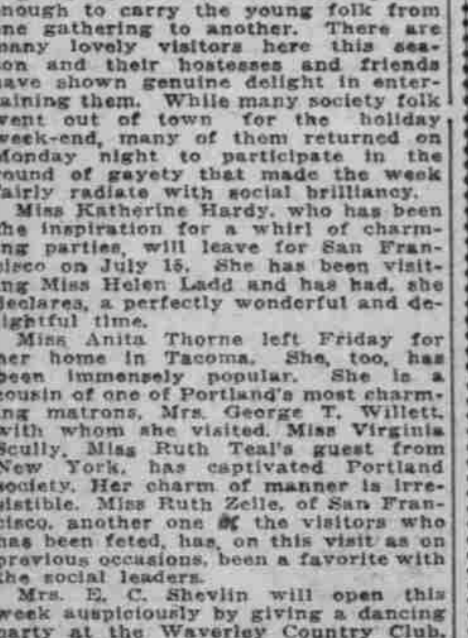 enough to carry the young folk from
one gathering to another. There are
many lovely visitors here this sea-
son and their hostesses and friends
have shown genuine delight in enter-
taining them. While many society folk
went out of town for the holiday
week-end, many of them returned on
Monday night to participate in the
round of gayety that made the week
fairly radiate with social brilliancy.
Miss Katherine Hardy, who has been
the inspiration for a whirl of charm-
ing parties, will leave for San Fran-
cisco on July 15. She has been visit-
ing Miss Helen Ladd and has had, she
declares, a perfectly wonderful and de-
lightful time.
Miss Anita Thorne left Friday for
her home in Tacoma. She, too, has
been immensely popular. She is a
cousin of one of Portland's most charm-
ing matrons, Mrs. George T. Willett,
with whom she visited. Miss Virginia
Scully, Miss Ruth Teal's guest from
New York, has captivated Portland
society. Her charm of manner is irre-
sistible. Miss Ruth Zeile, of San Fran-
cisco, another one of the visitors who
has been feted, has, on this visit as on
previous occasions, been a favorite with
the social leaders.
Mrs. E. C. Shevlin will open this
week auspiciously by giving a dancing
party at the Waverley Country Club.